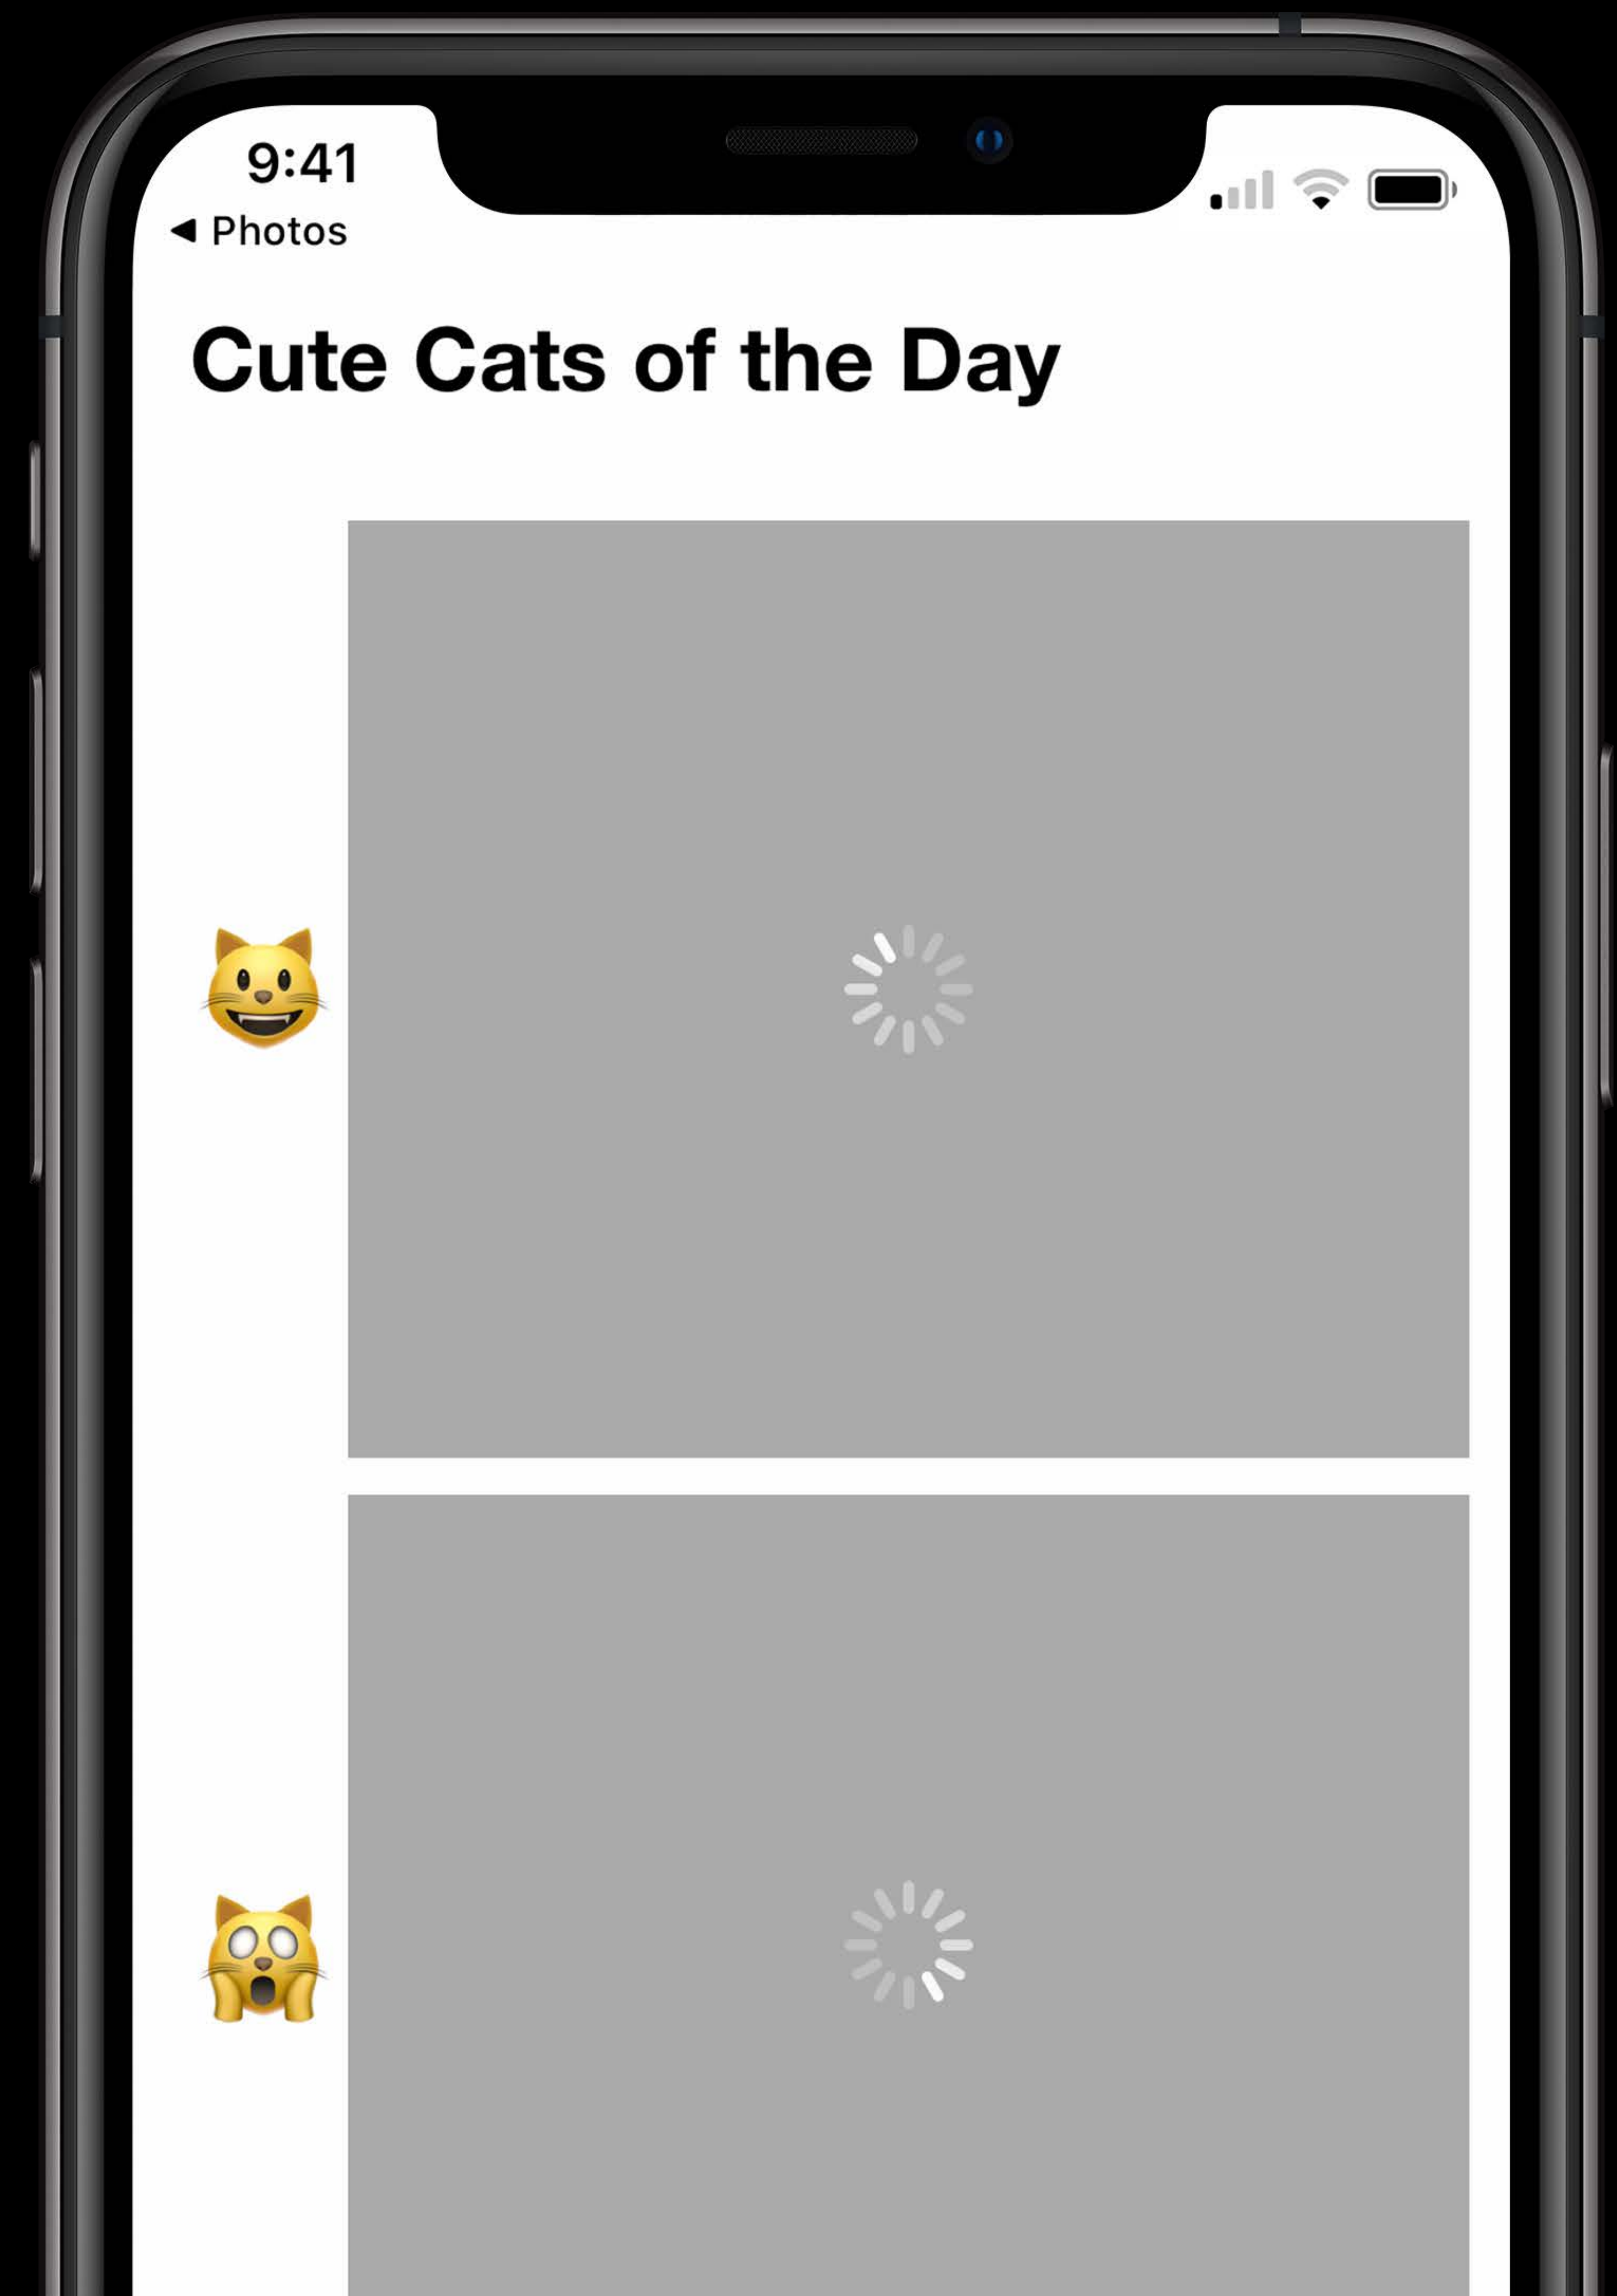 9:41
◀ Photos
Cute Cats of the Day